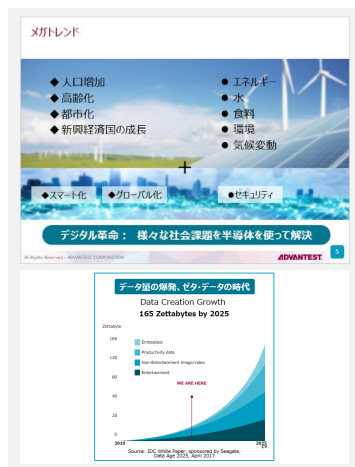 メガトレンド
◆人口増加
◆高齢化
◆都市化
◆新興経済国の成長
● エネルギー
● 水
● 食料
● 環境
● 気候変動
+
◆スマート化 ◆グローバル化 ●セキュリティ
デジタル革命： 様々な社会課題を半導体を使って解決
All Rights Reserved - ADVANTEST CORPORATION
ADVANTEST
5
データ量の爆発、ゼタ・データの時代
Data Creation Growth
165 Zettabytes by 2025
Zettabyte
160
120
80
40
20
0
Embedded
Productivity data
Non-Entertainment image/video
Entertainment
WE ARE HERE
2010
2025
CY
Source: IDC White Paper, sponsored by Seagate,
Data Age 2025, April 2017